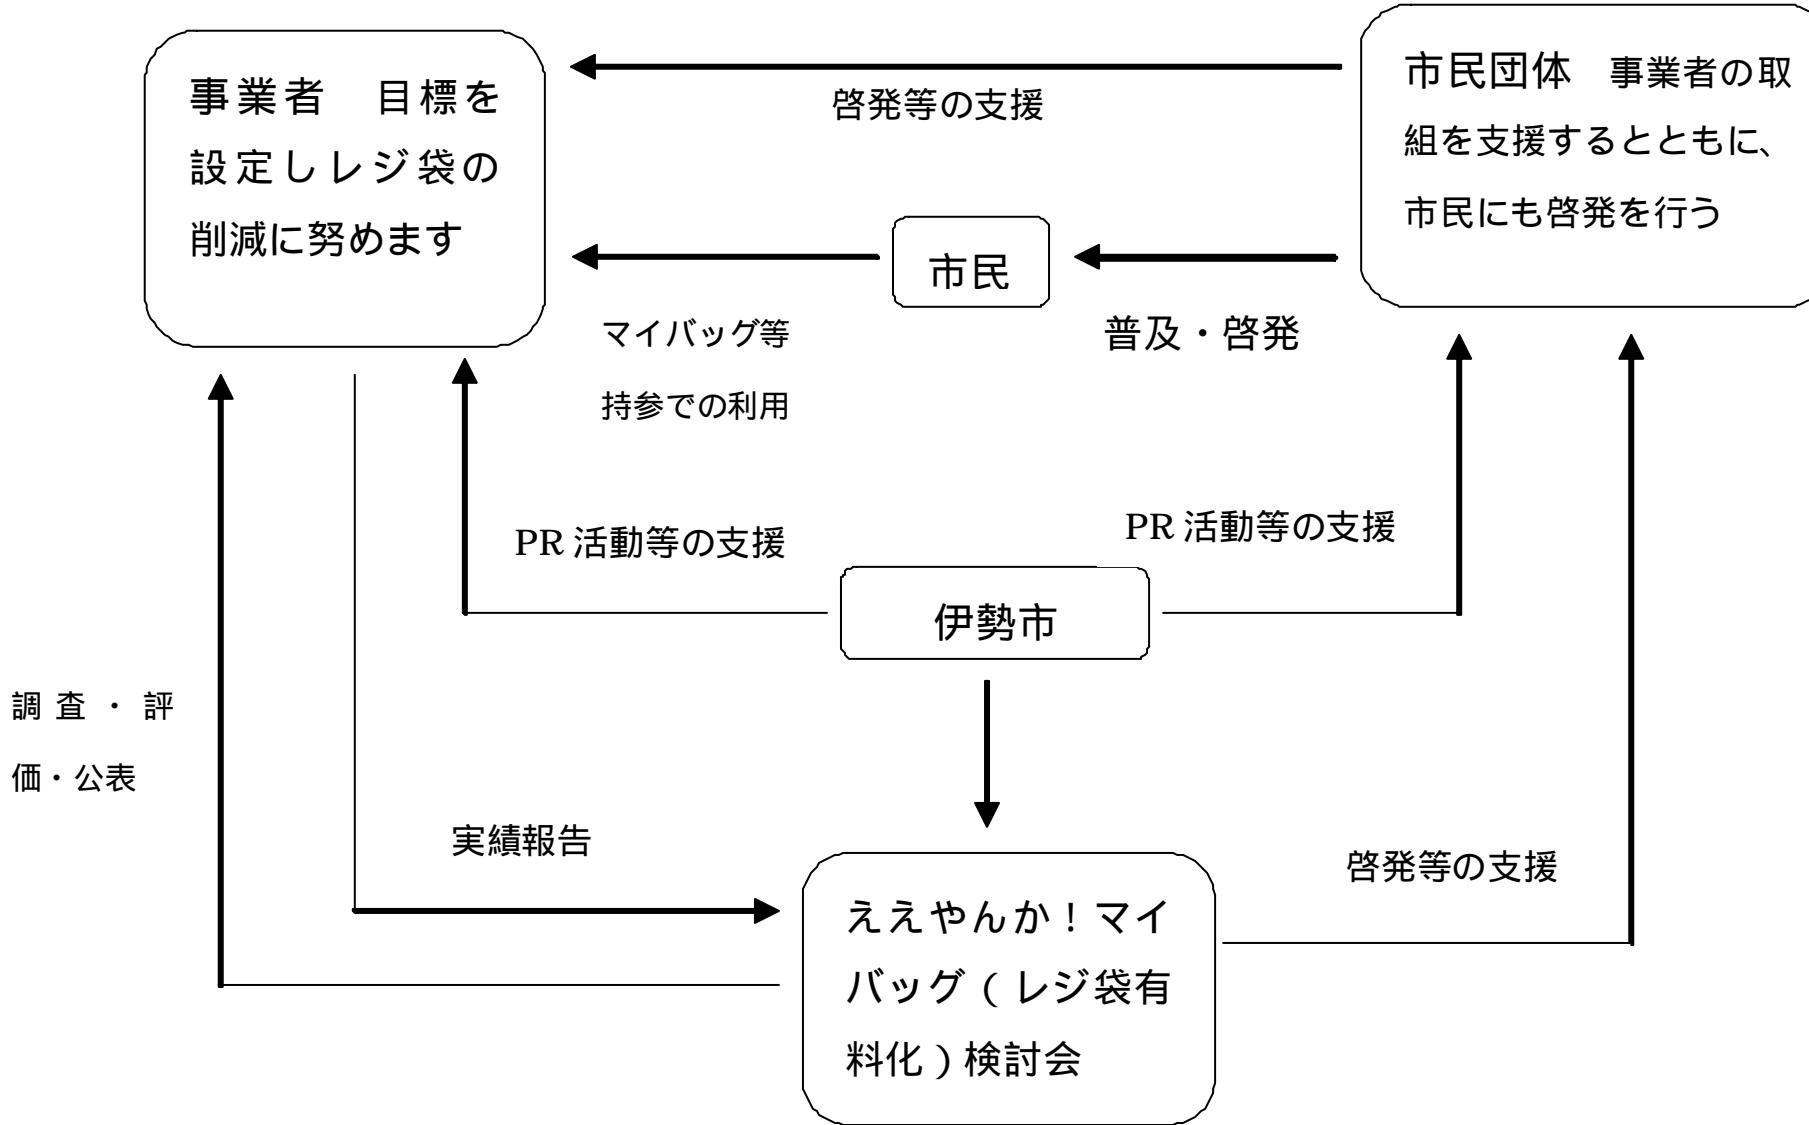 事業者　目標を
設定しレジ袋の
削減に努めます
啓発等の支援
市民団体　事業者の取
組を支援するとともに、
市民にも啓発を行う
市民
マイバッグ等
持参での利用
普及・啓発
PR 活動等の支援
PR 活動等の支援
伊勢市
調査・評
価・公表
実績報告
啓発等の支援
ええやんか！マイ
バッグ（レジ袋有
料化）検討会